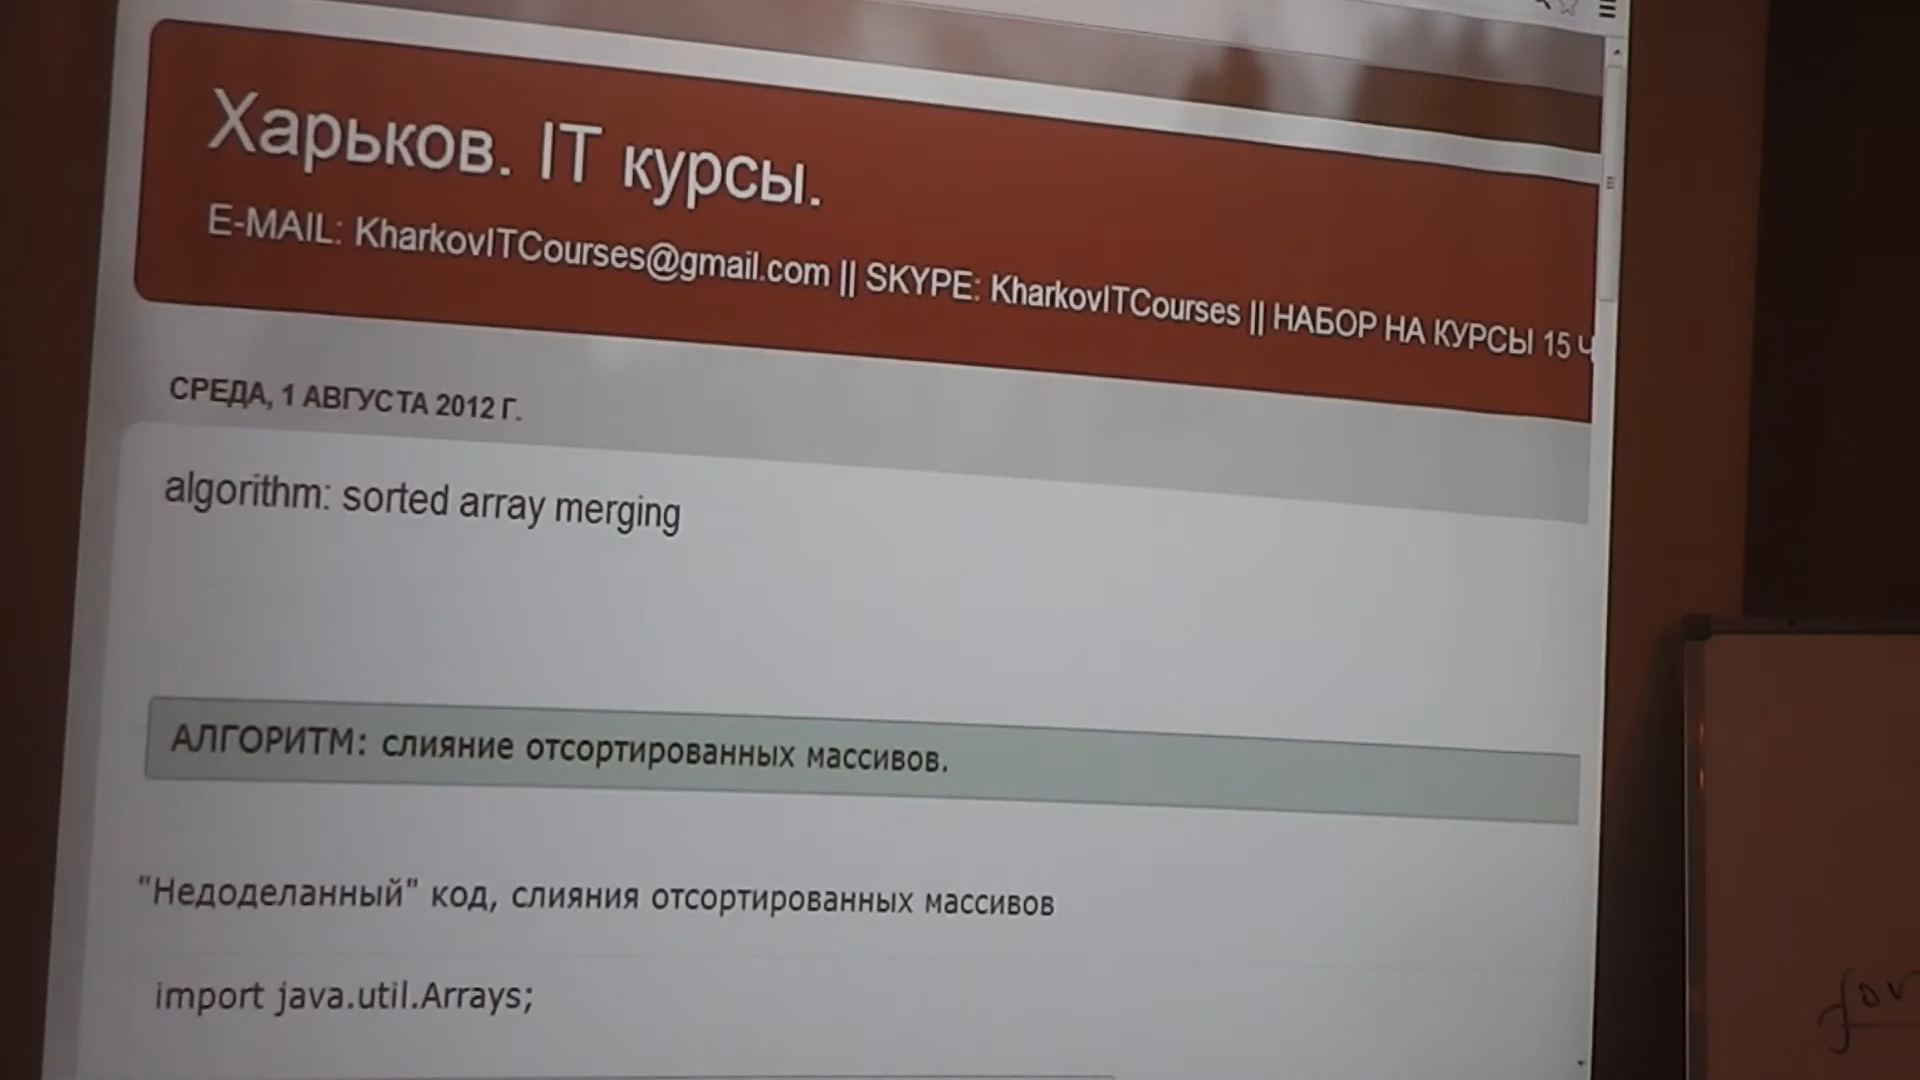 Харьков. IT курсы.
E-MAIL: KharkovITCourses@gmail.com || SKYPE: KharkovITCourses || НАБОР НА КУРСЫ 15 Ч
СРЕДА, 1 АВГУСТА 2012 Г.
algorithm: sorted array merging
АЛГОРИТМ: слияние отсортированных массивов.
"Недоделанный" код, слияния отсортированных массивов
import java.util.Arrays;
for